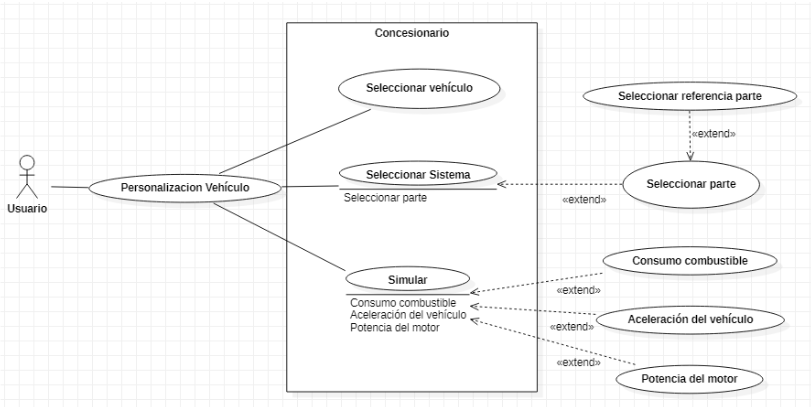 Concesionario
Seleccionar vehículo
Seleccionar referencia parte
«extend»
Usuario
Personalizacion Vehículo
Seleccionar Sistema
Seleccionar parte
«extend»
Seleccionar parte
Simular
Consumo combustible
Aceleración del vehículo
Potencia del motor
«extend»
Consumo combustible
«extend»
Aceleración del vehículo
«extend»
Potencia del motor